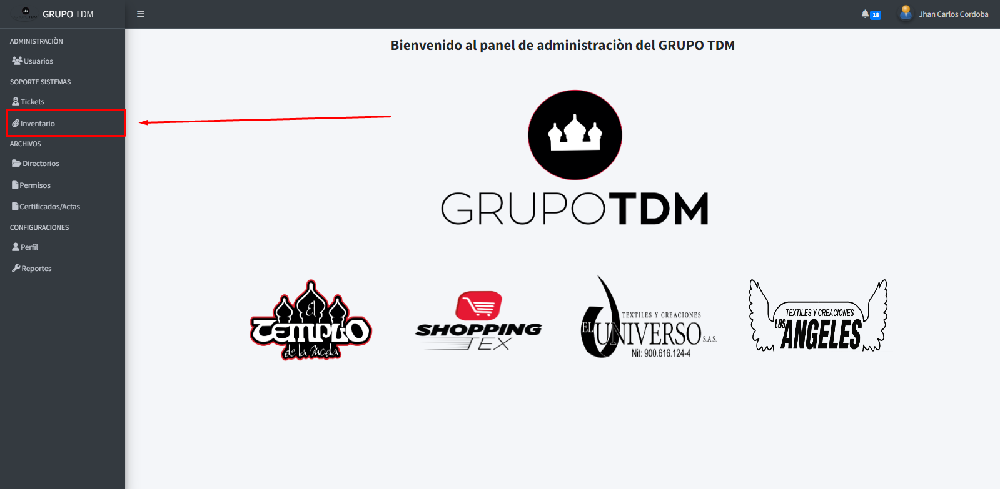 GRUPO TDM
18
Jhan Carlos Cordoba
ADMINISTRACIÒN
Usuarios
SOPORTE SISTEMAS
Tickets
Inventario
ARCHIVOS
Directorios
Permisos
Certificados/Actas
CONFIGURACIONES
Perfil
Reportes
Bienvenido al panel de administraciòn del GRUPO TDM
GRUPOTDM
El
TEMPLO
de la Moda
SHOPPING
TEX
TEXTILES Y CREACIONES
EL UNIVERSO S.A.S.
Nit: 900.616.124-4
TEXTILES Y CREACIONES
LOS ANGELES